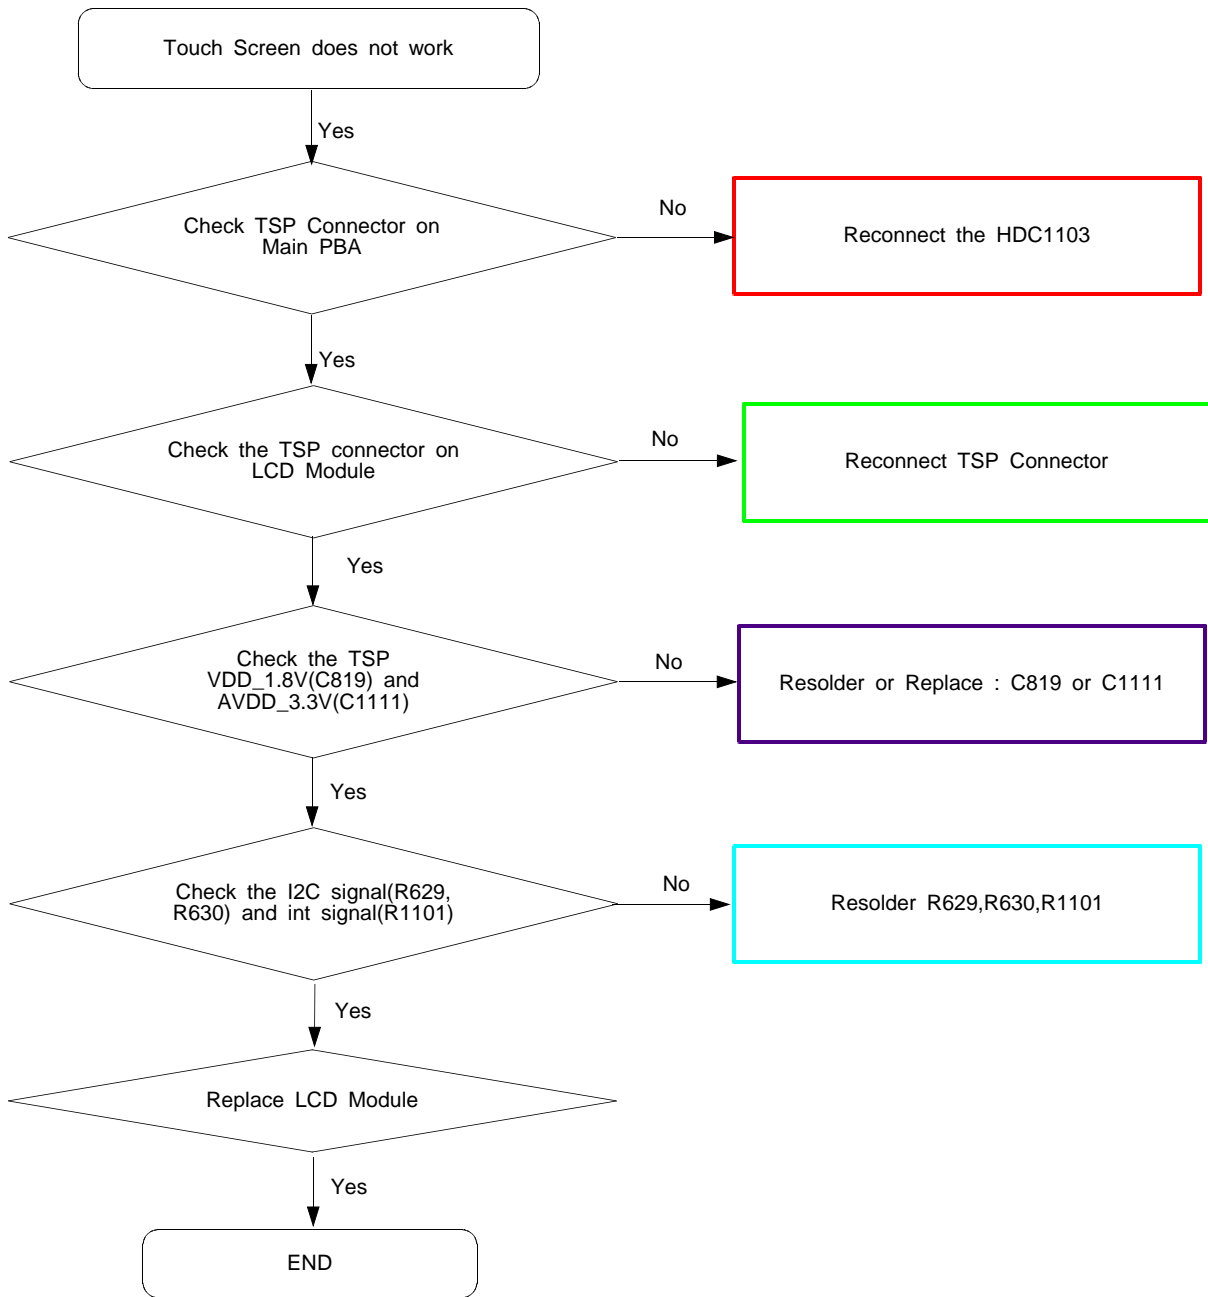 Touch Screen does not work
Yes
Check TSP Connector on
Main PBA
No
Reconnect the HDC1103
Yes
Check the TSP connector on
LCD Module
No
Reconnect TSP Connector
Yes
Check the TSP
VDD_1.8V(C819) and
AVDD_3.3V(C1111)
No
Resolder or Replace : C819 or C1111
Yes
Check the I2C signal(R629,
R630) and int signal(R1101)
No
Resolder R629,R630,R1101
Yes
Replace LCD Module
Yes
END